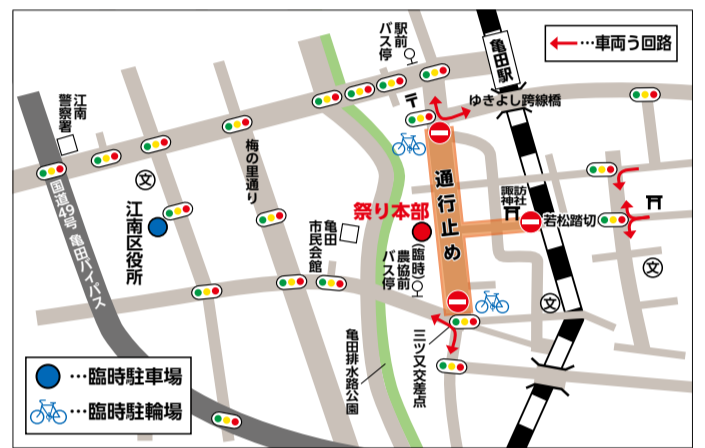 駅前
バス停
亀田駅
…車両う回路
江南
警察署
〒
ゆきよし跨線橋
梅の里通り
文
国道49号 亀田バイパス
江南区役所
通行止め
諏訪
神社
若松踏切
祭り本部
亀田
市民会館
(臨時)
農協前
バス停
文
文
亀田排水路公園
三ツ又交差点
…臨時駐車場
…臨時駐輪場